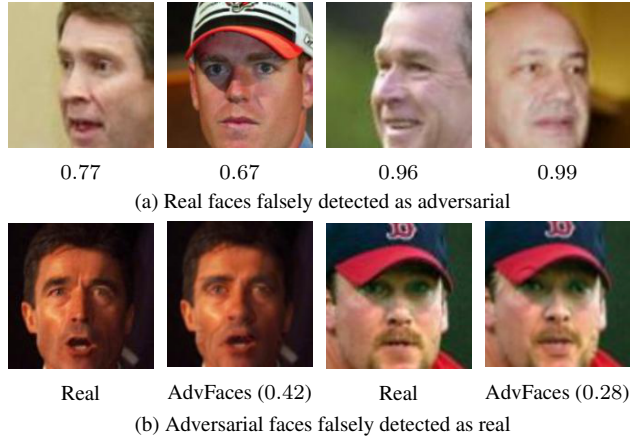 0.77 0.67 0.96 0.99
(a) Real faces falsely detected as adversarial
B B
Real AdvFaces (0.42) Real AdvFaces (0.28)
(b) Adversarial faces falsely detected as real